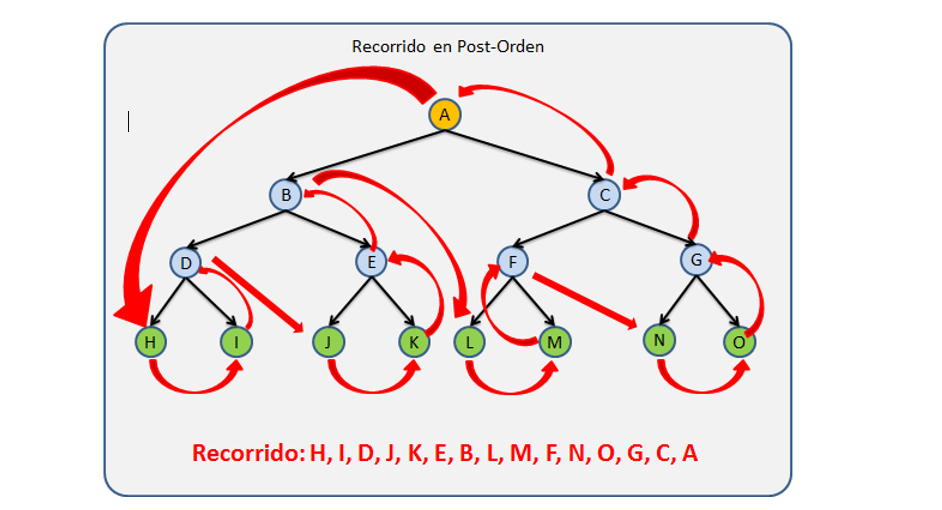 Recorrido en Post-Orden
A
B C
D E F G
H I J K L M N O
Recorrido: H, I, D, J, K, E, B, L, M, F, N, O, G, C, A